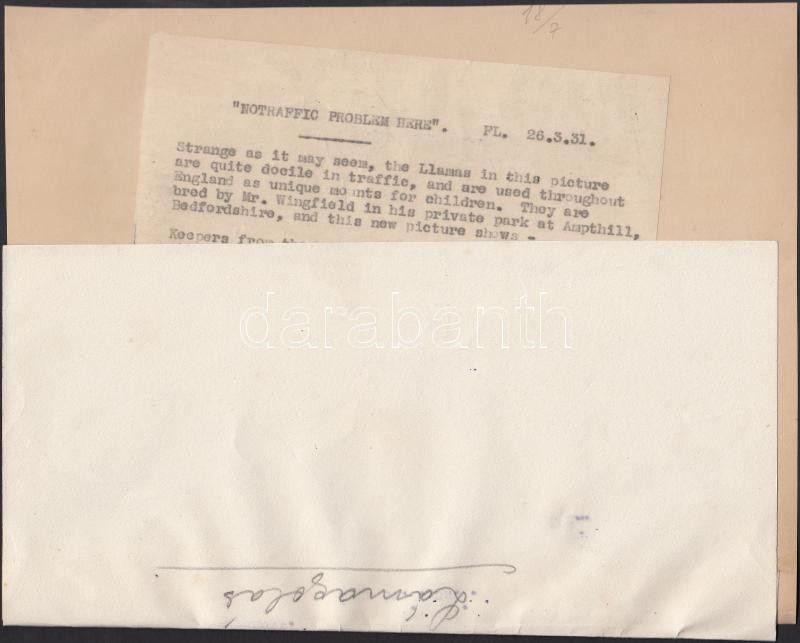 18/7
"NOTRAFFIC PROBLEM HERE". FL. 26.3.31.
Strange as it may seem, the Llamas in this picture
are quite docile in traffic, and are used throughout
England as unique mounts for children. They are
bred by Mr. Wingfield in his private park at Ampthill,
Bedfordshire, and this new picture shows -
Keepers from
darabanth